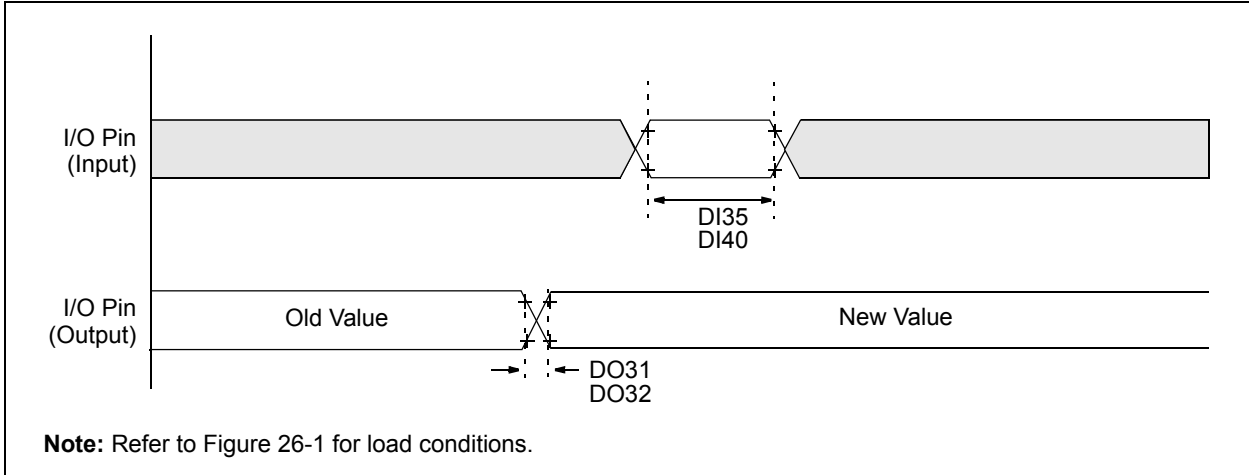 I/O Pin
(Input)
DI35
DI40
I/O Pin
(Output)
Old Value
New Value
DO31
DO32
Note: Refer to Figure 26-1 for load conditions.